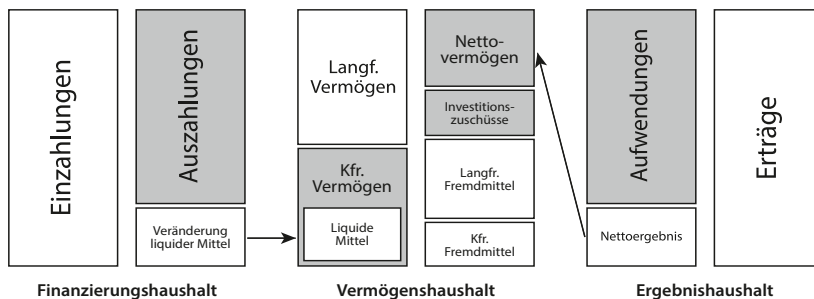 Einzahlungen
Auszahlungen
Veränderung
liquider Mittel
Finanzierungshaushalt
Langf.
Vermögen
Kfr.
Vermögen
Liquide
Mittel
Netto-
vermögen
Investitions-
zuschüsse
Langfr.
Fremdmittel
Kfr.
Fremdmittel
Vermögenshaushalt
Aufwendungen
Nettoergebnis
Erträge
Ergebnishaushalt